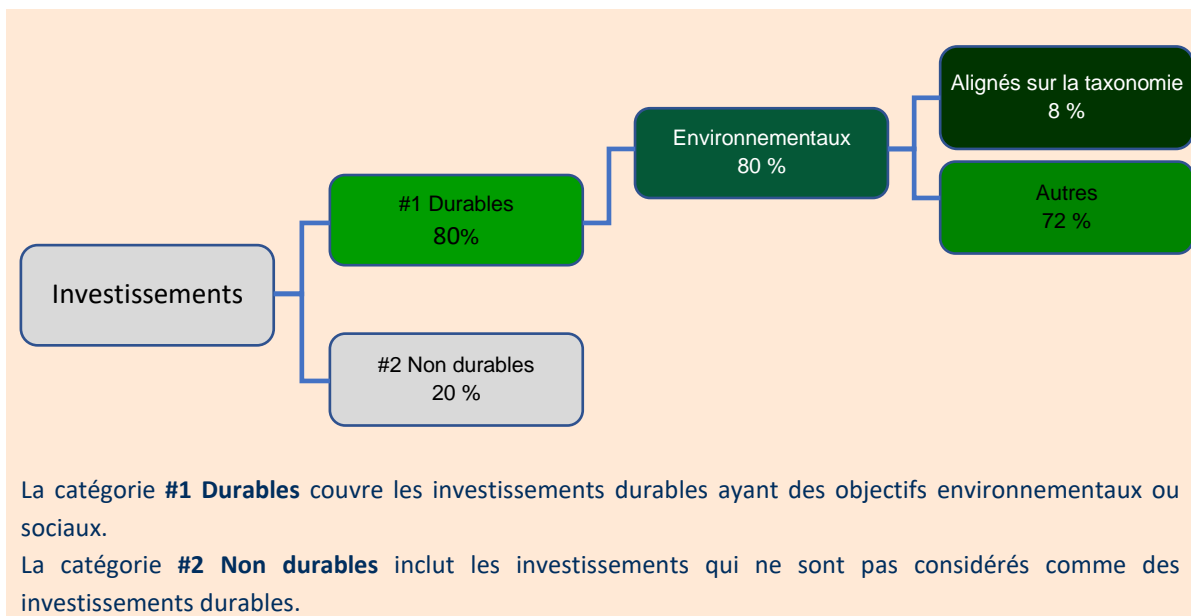 Alignés sur la taxonomie
8 %
Environnementaux
80 %
#1 Durables
80%
Autres
72 %
Investissements
#2 Non durables
20 %
La catégorie #1 Durables couvre les investissements durables ayant des objectifs environnementaux ou
sociaux.
La catégorie #2 Non durables inclut les investissements qui ne sont pas considérés comme des
investissements durables.